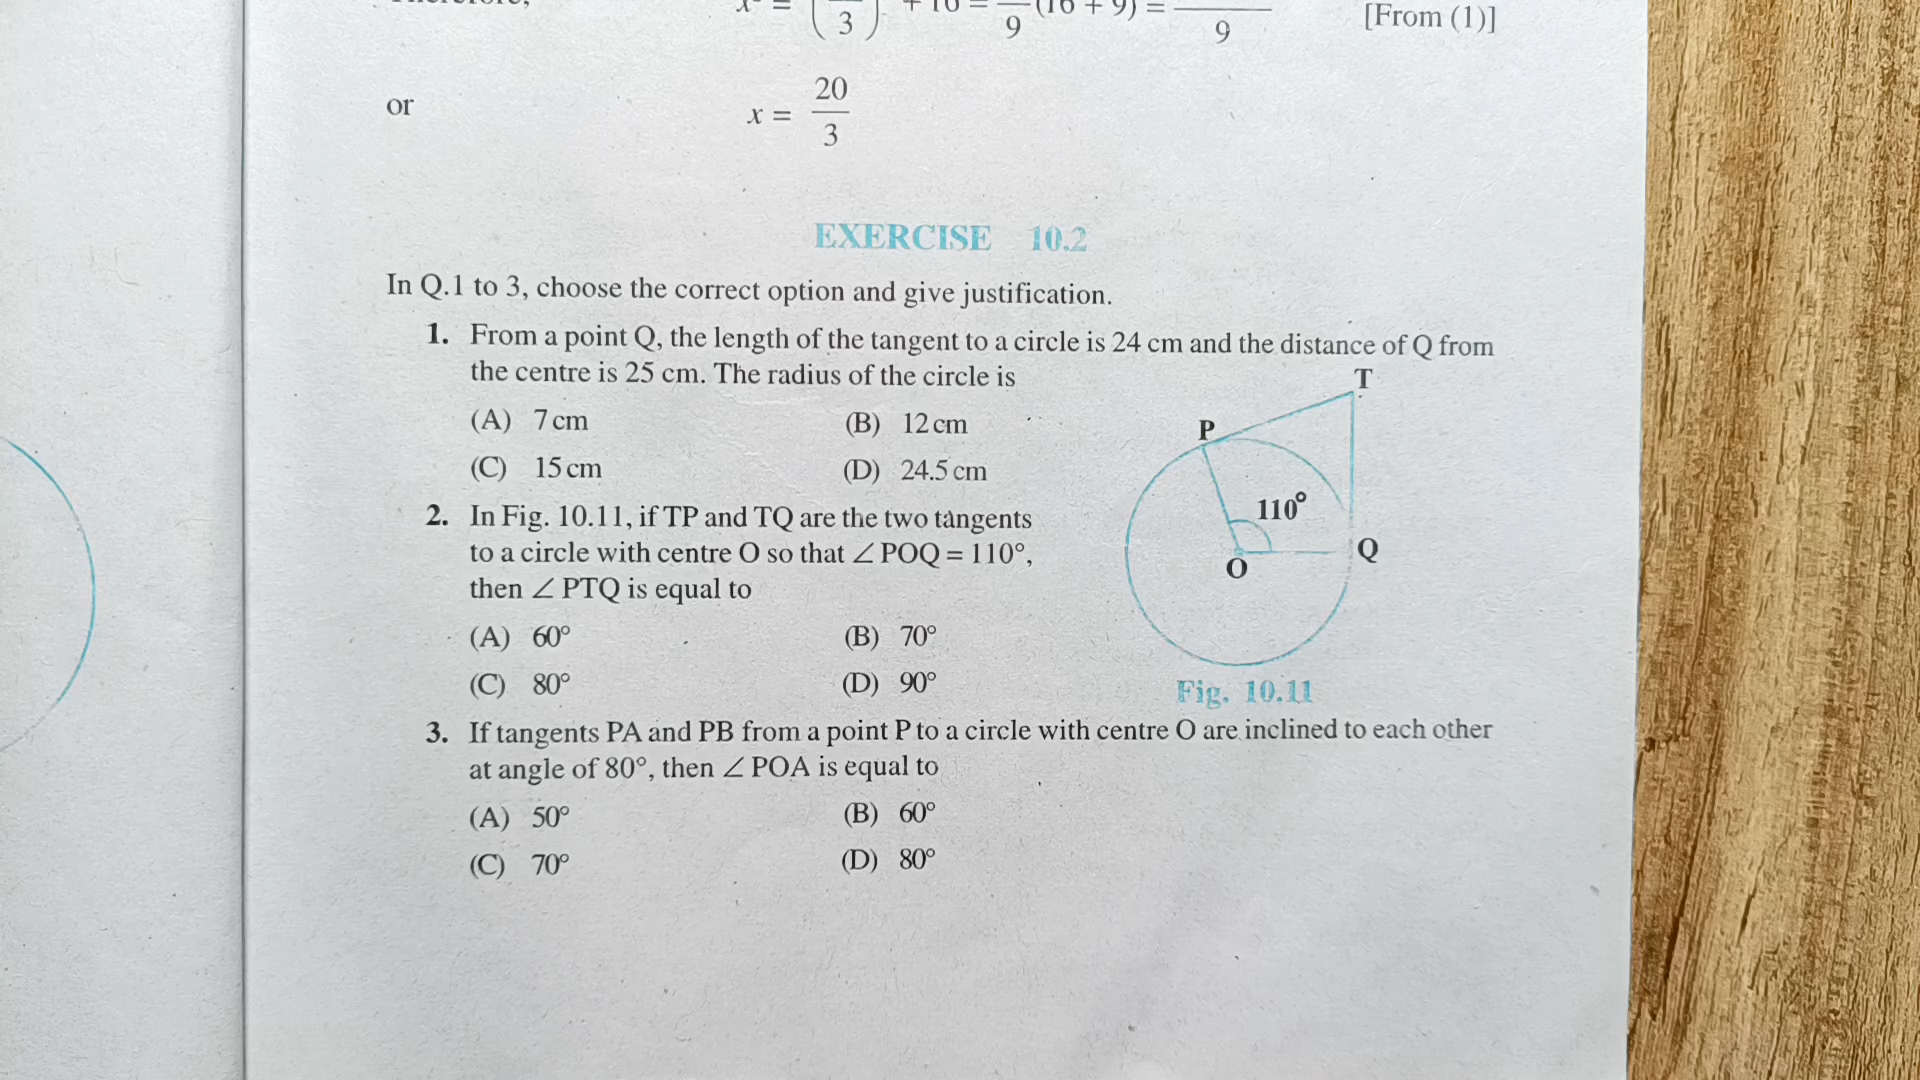 x = 3 + 16 = 9 (16 + 9) = 9 [From (1)]
or x = 20/3
EXERCISE 10.2
In Q.1 to 3, choose the correct option and give justification.
1. From a point Q, the length of the tangent to a circle is 24 cm and the distance of Q from
the centre is 25 cm. The radius of the circle is
(A) 7 cm (B) 12 cm
(C) 15 cm (D) 24.5 cm
2. In Fig. 10.11, if TP and TQ are the two tangents
to a circle with centre O so that ∠ POQ = 110°,
then ∠ PTQ is equal to
(A) 60° (B) 70°
(C) 80° (D) 90°
T
P
110°
O
Q
Fig. 10.11
3. If tangents PA and PB from a point P to a circle with centre O are inclined to each other
at angle of 80°, then ∠ POA is equal to
(A) 50° (B) 60°
(C) 70° (D) 80°